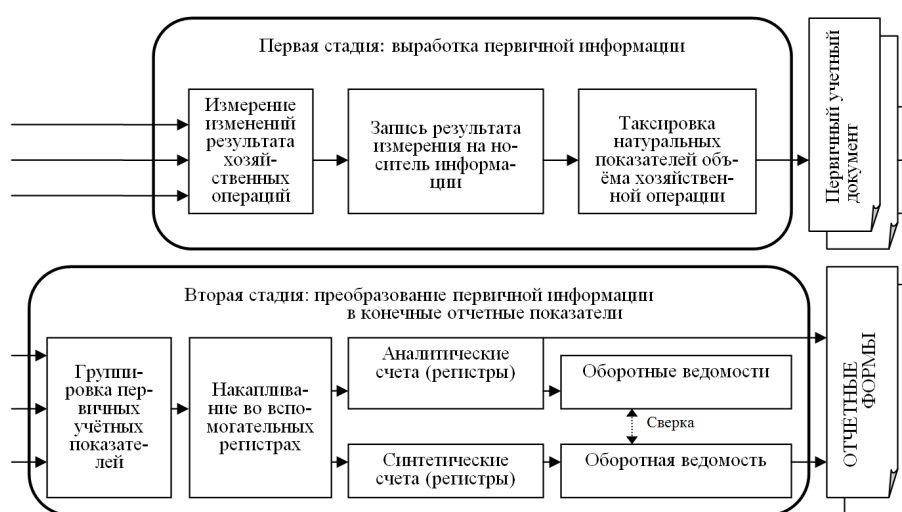 Первая стадия: выработка первичной информации
Измерение
изменений
результата
хозяй-
ственных
операций
Запись результата
измерения на но-
ситель информа-
ции
Таксировка
натуральных
показателей объ-
ёма хозяйствен-
ной операции
Первичный учетный
документ
Вторая стадия: преобразование первичной информации
в конечные отчетные показатели
Группи-
ровка пер-
вичных
учётных
показате-
лей
Накаплива-
ние во вспо-
могательных
регистрах
Аналитические
счета (регистры)
Оборотные ведомости
Сверка
Синтетические
счета (регистры)
Оборотная ведомость
ОТЧЕТНЫЕ
ФОРМЫ